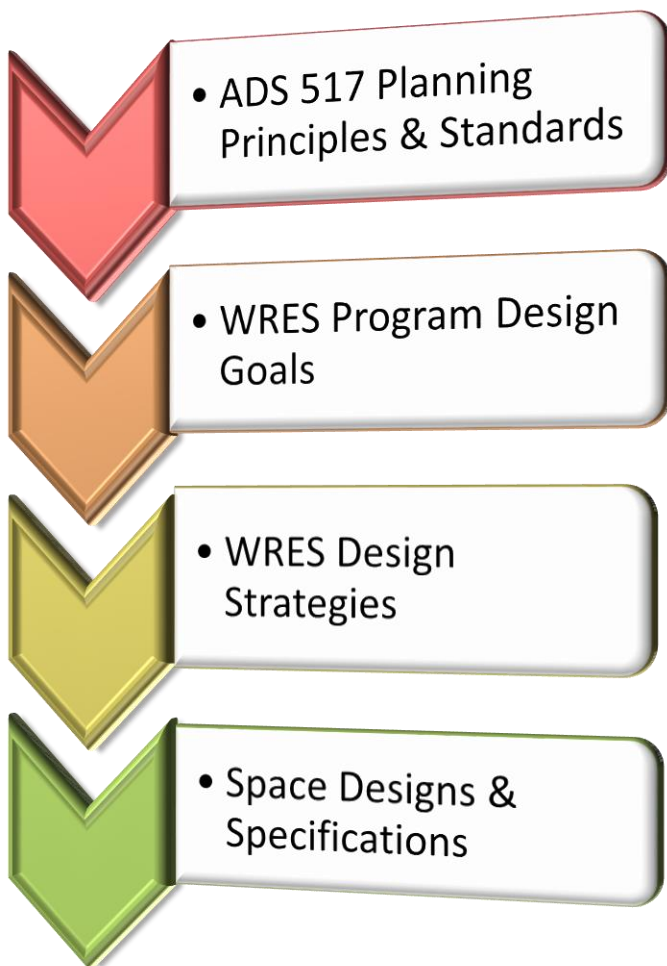 • ADS 517 Planning
Principles & Standards
• WRES Program Design
Goals
• WRES Design
Strategies
• Space Designs &
Specifications